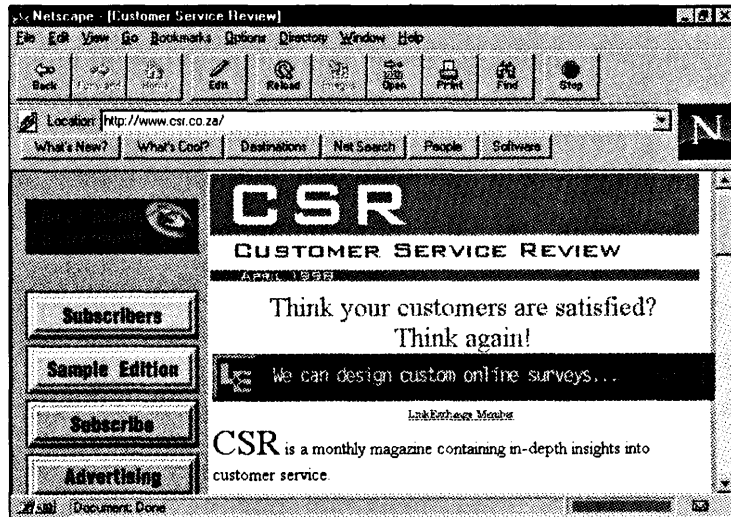 Netscape - [Customer Service Review]
File Edit View Go Bookmarks Options Directory Window Help
Back Forward Home Edit Reload Images Open Print Find Stop
Location: http://www.csr.co.za/
N
What's New? What's Cool? Destinations Net Search People Software
CSR
CUSTOMER SERVICE REVIEW
APRIL 1998
Subscribers
Think your customers are satisfied?
Think again!
Sample Edition
LE We can design custom online surveys...
LinkExchange Member
Subscribe
CSR is a monthly magazine containing in-depth insights into
customer service.
Advertising
Document: Done